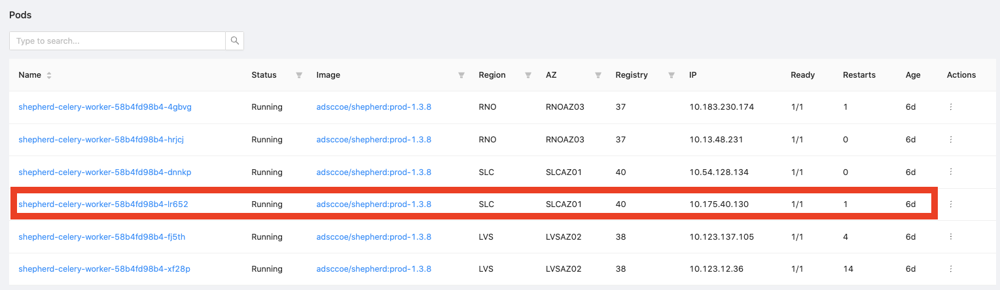 Pods
Type to search...
Name Status Image Region AZ Registry IP Ready Restarts Age Actions
shepherd-celery-worker-58b4fd98b4-4gbvg Running adsccoe/shepherd:prod-1.3.8 RNO RNOAZ03 37 10.183.230.174 1/1 1 6d
shepherd-celery-worker-58b4fd98b4-hrjcj Running adsccoe/shepherd:prod-1.3.8 RNO RNOAZ03 37 10.13.48.231 1/1 0 6d
shepherd-celery-worker-58b4fd98b4-dnnkp Running adsccoe/shepherd:prod-1.3.8 SLC SLCAZ01 40 10.54.128.134 1/1 0 6d
shepherd-celery-worker-58b4fd98b4-lr652 Running adsccoe/shepherd:prod-1.3.8 SLC SLCAZ01 40 10.175.40.130 1/1 1 6d
shepherd-celery-worker-58b4fd98b4-fj5th Running adsccoe/shepherd:prod-1.3.8 LVS LVSAZ02 38 10.123.137.105 1/1 4 6d
shepherd-celery-worker-58b4fd98b4-xf28p Running adsccoe/shepherd:prod-1.3.8 LVS LVSAZ02 38 10.123.12.36 1/1 14 6d